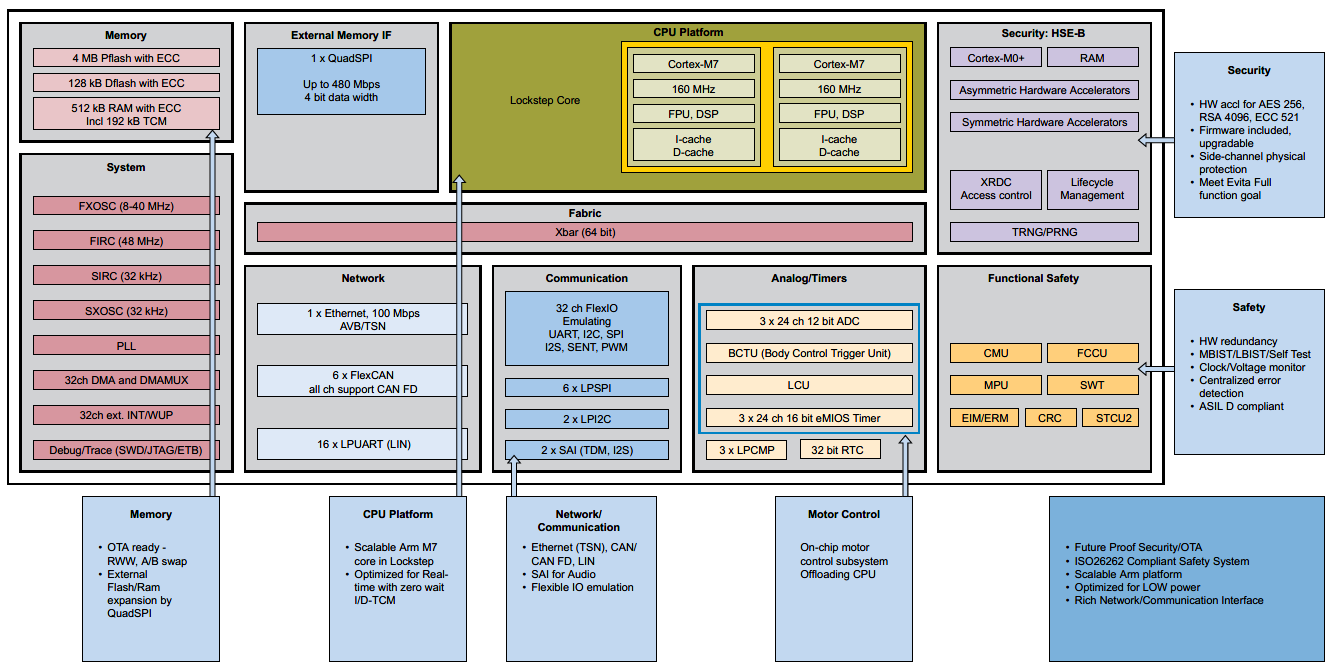 Memory
4 MB Pflash with ECC
128 kB Dflash with ECC
512 kB RAM with ECC
Incl 192 kB TCM
System
FXOSC (8-40 MHz)
FIRC (48 MHz)
SIRC (32 kHz)
SXOSC (32 kHz)
PLL
32ch DMA and DMAMUX
32ch ext. INT/WUP
Debug/Trace (SWD/JTAG/ETB)
External Memory IF
1 x QuadSPI
Up to 480 Mbps
4 bit data width
CPU Platform
Lockstep Core
Cortex-M7
160 MHz
FPU, DSP
I-cache
D-cache
Cortex-M7
160 MHz
FPU, DSP
I-cache
D-cache
Fabric
Xbar (64 bit)
Network
1 x Ethernet, 100 Mbps
AVB/TSN
6 x FlexCAN
all ch support CAN FD
16 x LPUART (LIN)
Communication
32 ch FlexIO
Emulating
UART, I2C, SPI
I2S, SENT, PWM
6 x LPSPI
2 x LPI2C
2 x SAI (TDM, I2S)
Analog/Timers
3 x 24 ch 12 bit ADC
BCTU (Body Control Trigger Unit)
LCU
3 x 24 ch 16 bit eMIOS Timer
3 x LPCMP
32 bit RTC
Security: HSE-B
Cortex-M0+
RAM
Asymmetric Hardware Accelerators
Symmetric Hardware Accelerators
XRDC
Access control
Lifecycle
Management
TRNG/PRNG
Functional Safety
CMU
FCCU
MPU
SWT
EIM/ERM
CRC
STCU2
Security
• HW accl for AES 256,
RSA 4096, ECC 521
• Firmware included,
upgradable
• Side-channel physical
protection
• Meet Evita Full
function goal
Safety
• HW redundancy
• MBIST/LBIST/Self Test
• Clock/Voltage monitor
• Centralized error
detection
• ASIL D compliant
Memory
• OTA ready -
RWW, A/B swap
• External
Flash/Ram
expansion by
QuadSPI
CPU Platform
• Scalable Arm M7
core in Lockstep
• Optimized for Real-
time with zero wait
I/D-TCM
Network/
Communication
• Ethernet (TSN), CAN/
CAN FD, LIN
• SAI for Audio
• Flexible IO emulation
Motor Control
On-chip motor
control subsystem
Offloading CPU
• Future Proof Security/OTA
• ISO26262 Compliant Safety System
• Scalable Arm platform
• Optimized for LOW power
• Rich Network/Communication Interface